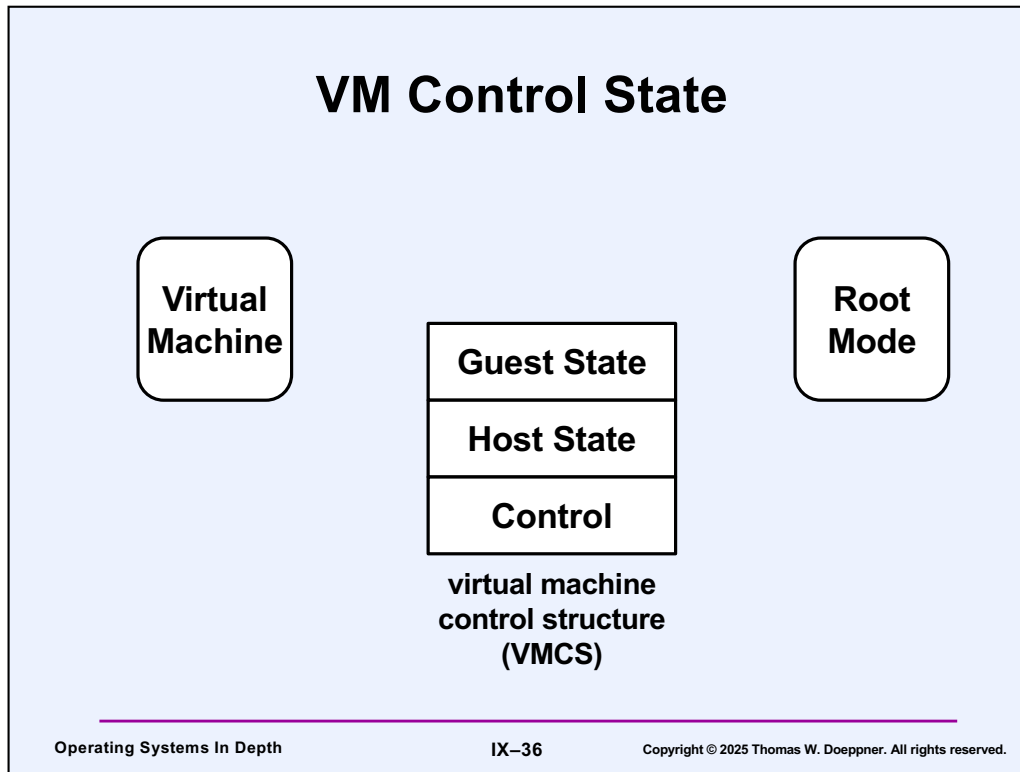 VM Control State
Virtual
Machine
Root
Mode
Guest State
Host State
Control
virtual machine
control structure
(VMCS)
Operating Systems In Depth
IX–36
Copyright © 2025 Thomas W. Doeppner. All rights reserved.